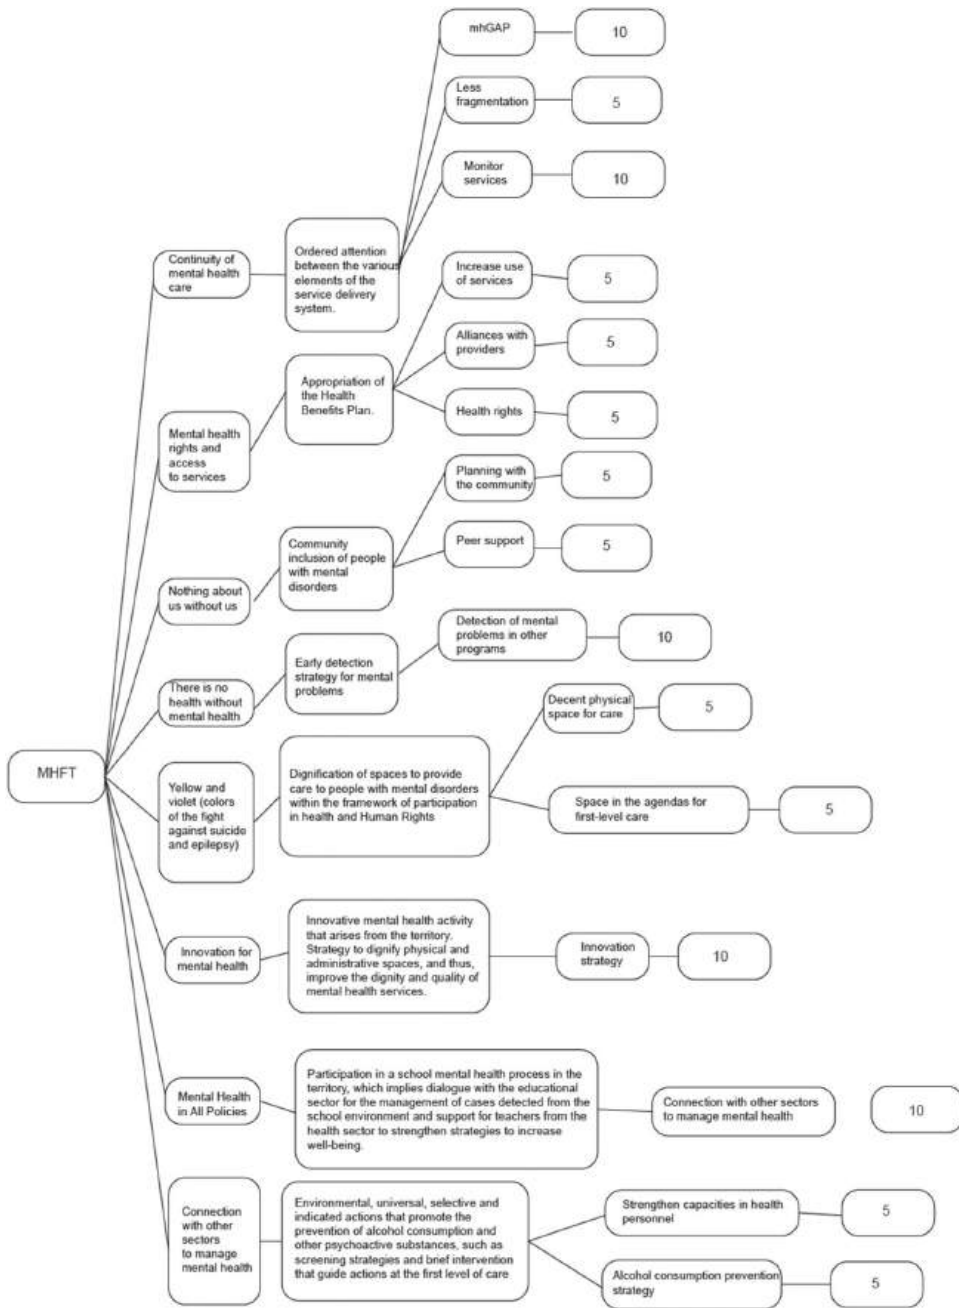 MHFT
Continuity of
mental health
care
Ordered attention
between the various
elements of the
service delivery
system.
mhGAP
10
Less
fragmentation
5
Monitor
services
10
Mental health
rights and
access
to services
Appropriation of
the Health
Benefits Plan.
Increase use
of services
5
Alliances with
providers
5
Health rights
5
Nothing about
us without us
Community
inclusion of people
with mental
disorders
Planning with
the community
5
Peer support
5
There is no
health without
mental health
Early detection
strategy for mental
problems
Detection of mental
problems in other
programs
10
Yellow and
violet (colors
of the fight
against suicide
and epilepsy)
Dignification of spaces to provide
care to people with mental disorders
within the framework of participation
in health and Human Rights
Decent physical
space for care
5
Space in the agendas for
first-level care
5
Innovation for
mental health
Innovative mental health activity
that arises from the territory.
Strategy to dignify physical and
administrative spaces, and thus,
improve the dignity and quality of
mental health services.
Innovation
strategy
10
Mental Health
in All Policies
Participation in a school mental health process in the
territory, which implies dialogue with the educational
sector for the management of cases detected from the
school environment and support for teachers from the
health sector to strengthen strategies to increase
well-being.
Connection with other sectors
to manage mental health
10
Connection
with other
sectors
to manage
mental health
Environmental, universal, selective and
indicated actions that promote the
prevention of alcohol consumption and
other psychoactive substances, such as
screening strategies and brief intervention
that guide actions at the first level of care
Strengthen capacities in health
personnel
5
Alcohol consumption prevention
strategy
5